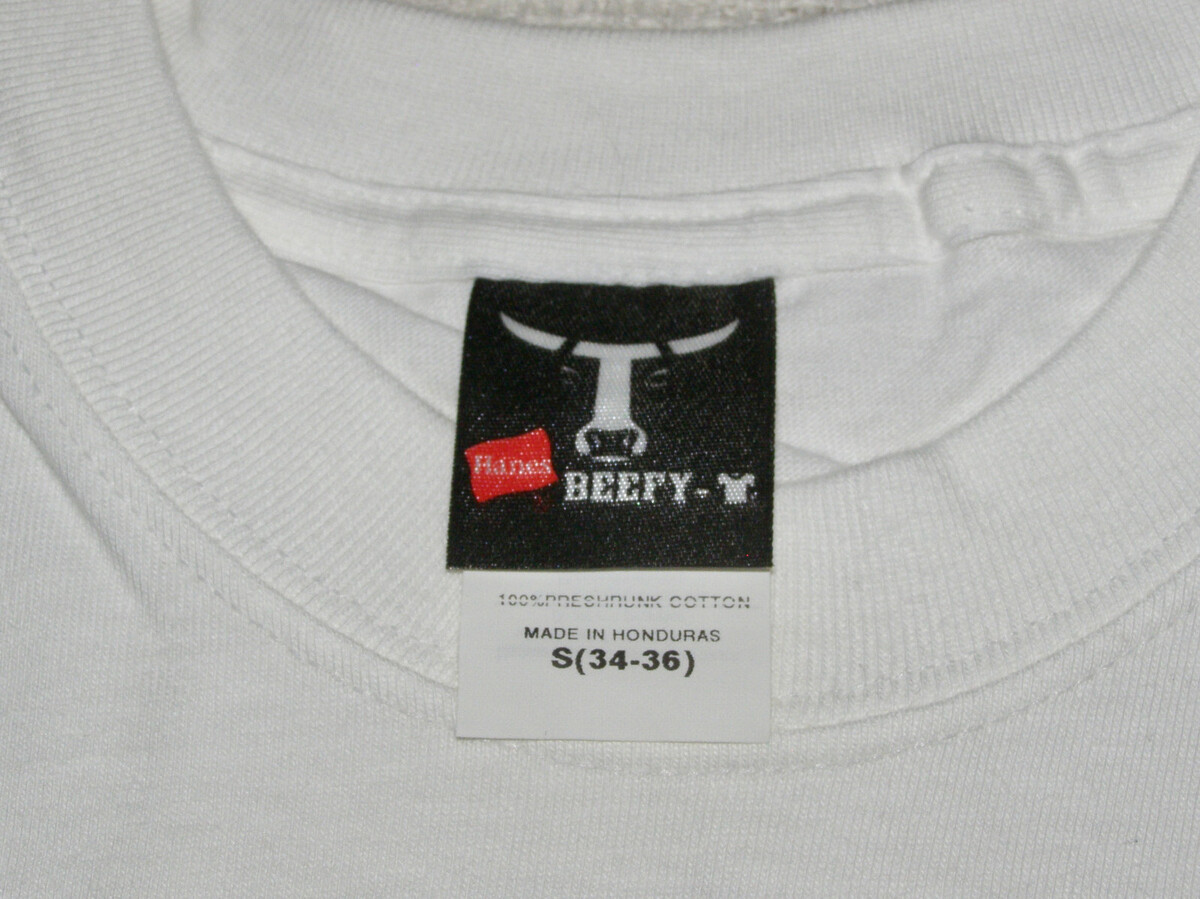 Hanes
BEEFY-
100% PRESHRUNK COTTON
MADE IN HONDURAS
S(34-36)